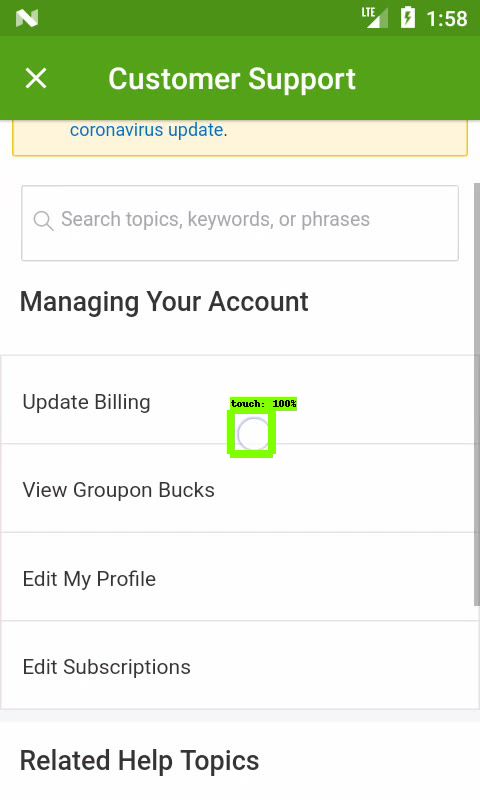 LTE 1:58
Customer Support
coronavirus update.
Search topics, keywords, or phrases
Managing Your Account
Update Billing
touch: 100%
View Groupon Bucks
Edit My Profile
Edit Subscriptions
Related Help Topics